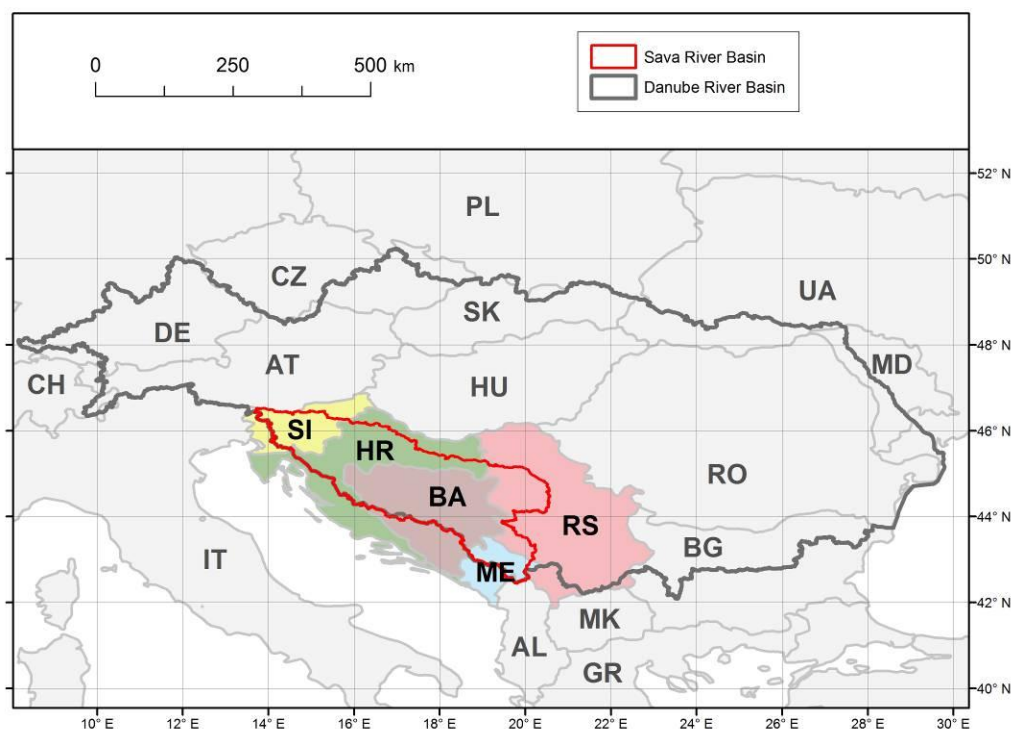 0 250 500 km
Sava River Basin
Danube River Basin
52° N
PL
50° N
CZ
UA
SK
DE
48° N
AT
MD
CH
HU
46° N
SI
HR
RO
BA
44° N
RS
BG
IT
ME
42° N
MK
AL
GR
40° N
10° E 12° E 14° E 16° E 18° E 20° E 22° E 24° E 26° E 28° E 30° E